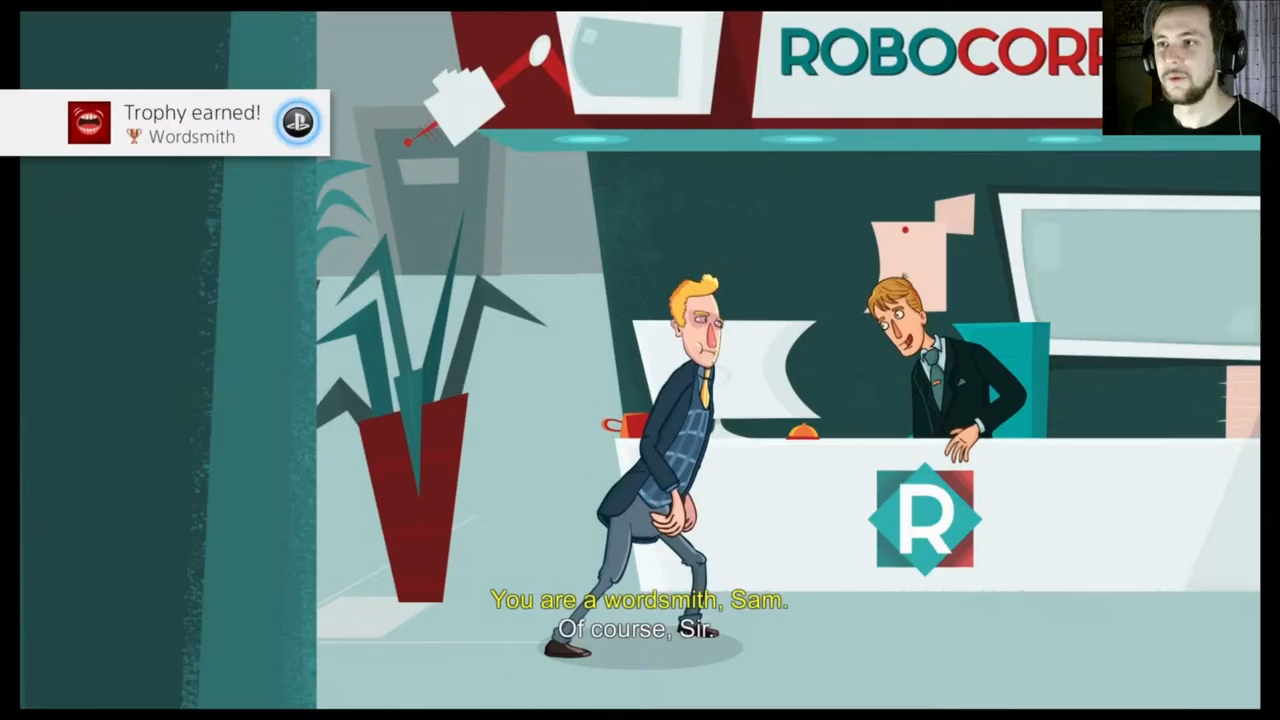 ROBOCORP
Trophy earned!
Wordsmith
R
You are a wordsmith, Sam.
Of course, Sir.